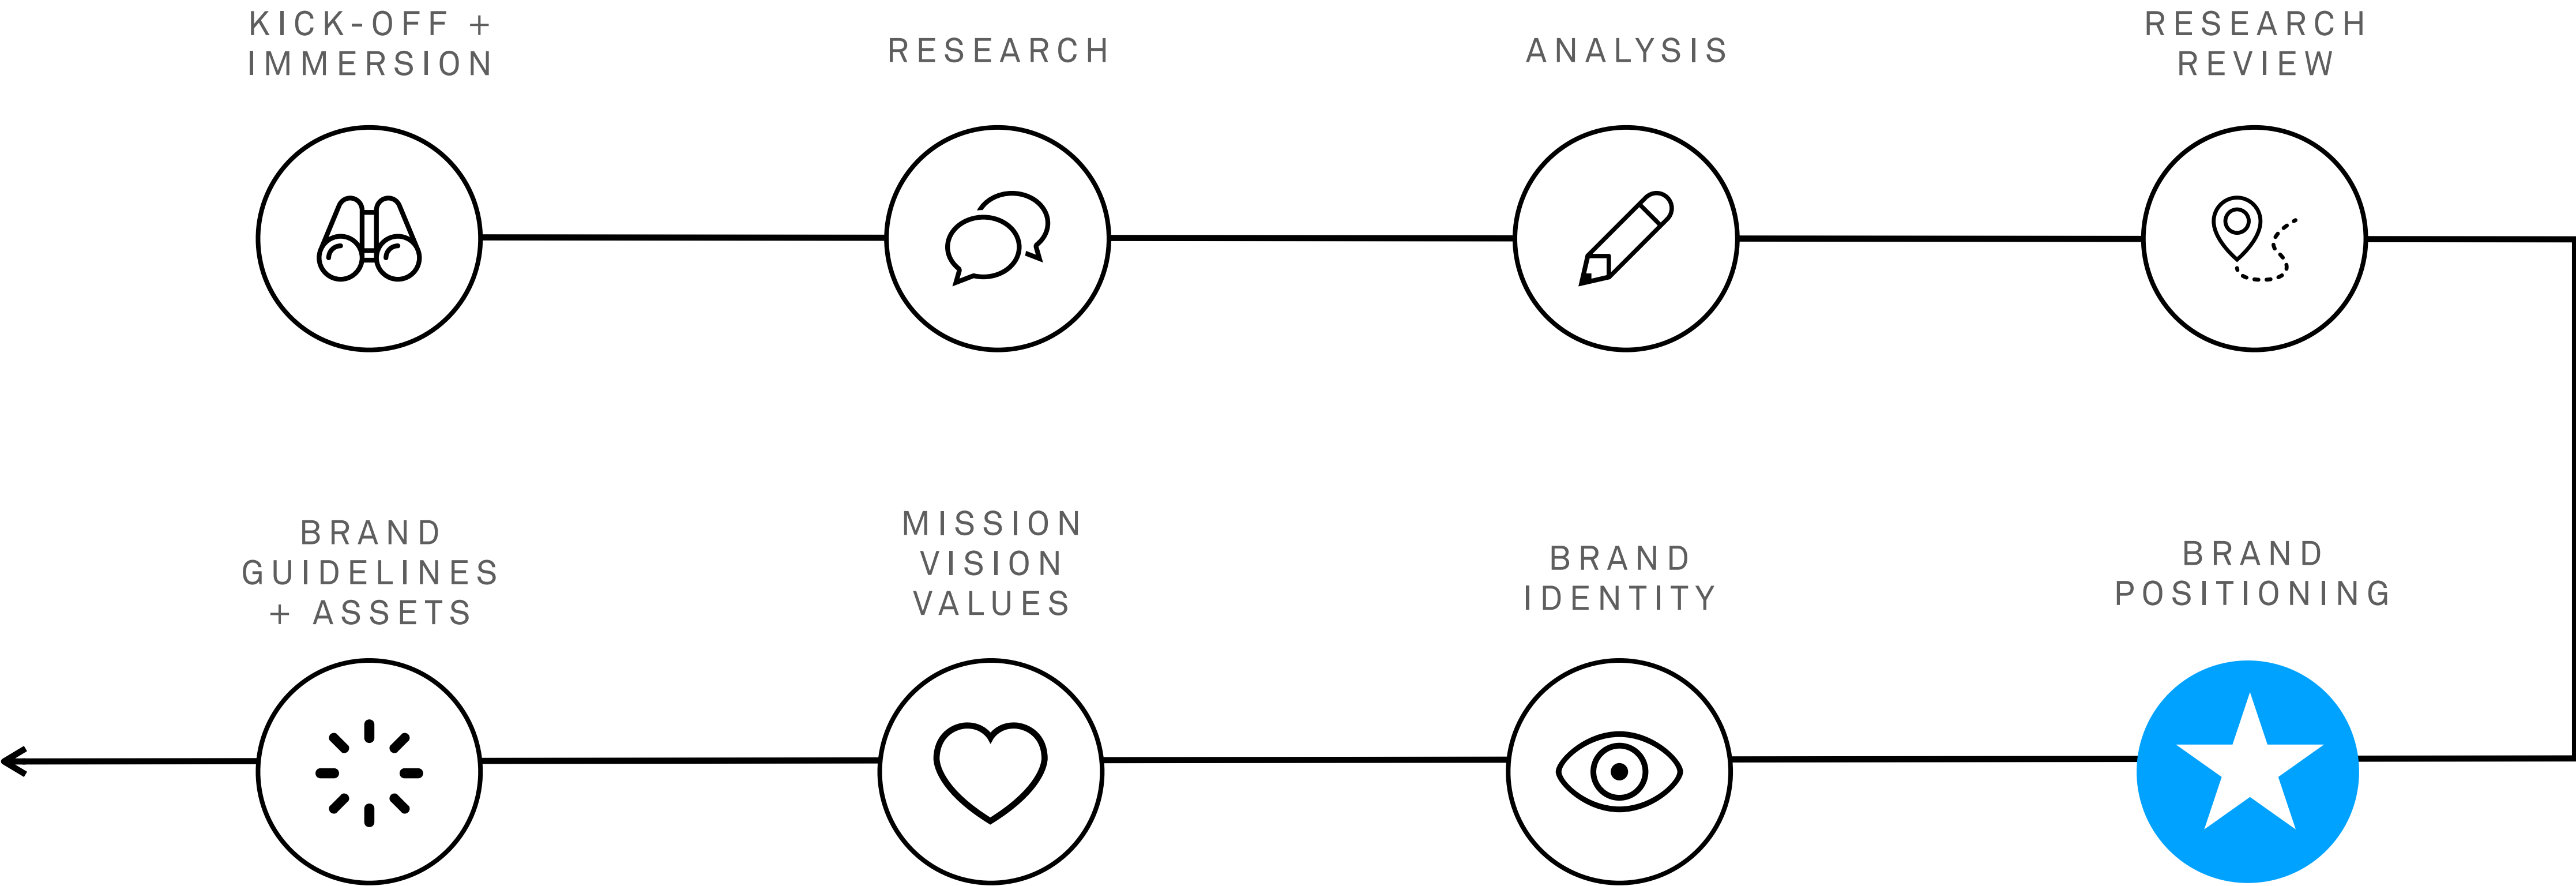 KICK-OFF +
IMMERSION
RESEARCH
ANALYSIS
RESEARCH
REVIEW
BRAND
POSITIONING
BRAND
IDENTITY
MISSION
VISION
VALUES
BRAND
GUIDELINES
+ ASSETS